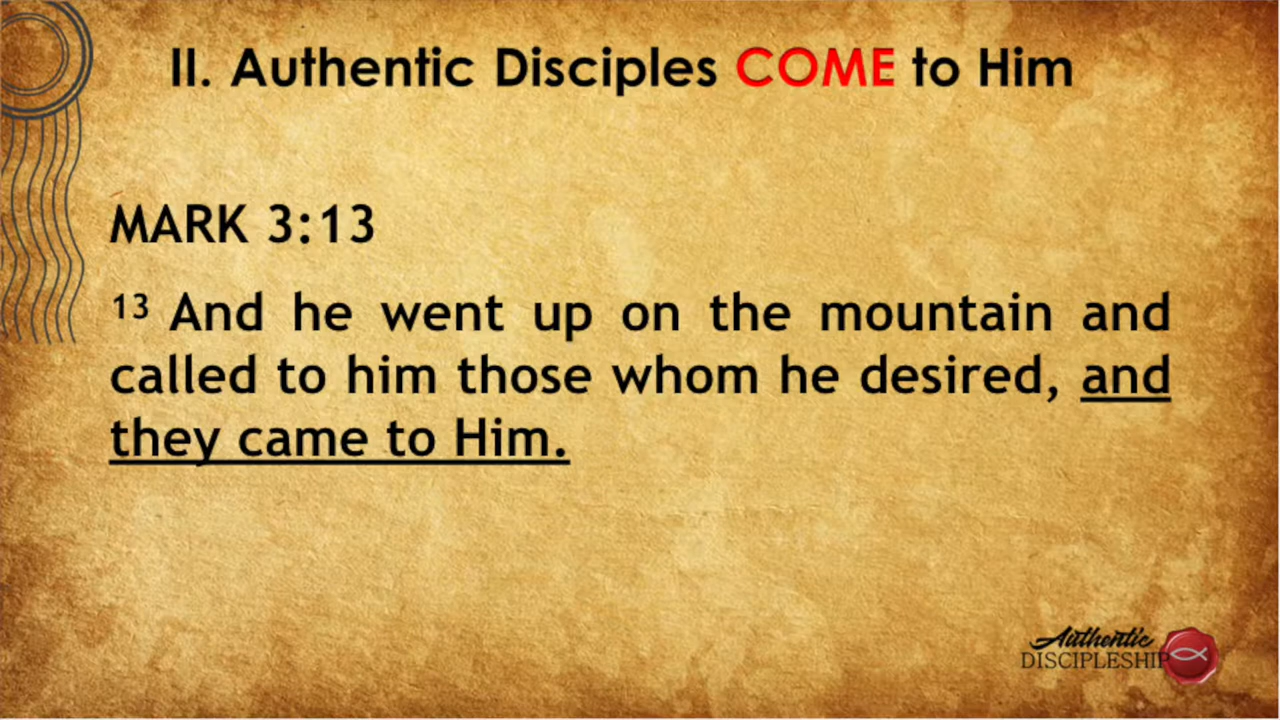 II. Authentic Disciples COME to Him
MARK 3:13
¹³ And he went up on the mountain and
called to him those whom he desired, and
they came to Him.
Authentic
DISCIPLESHIP